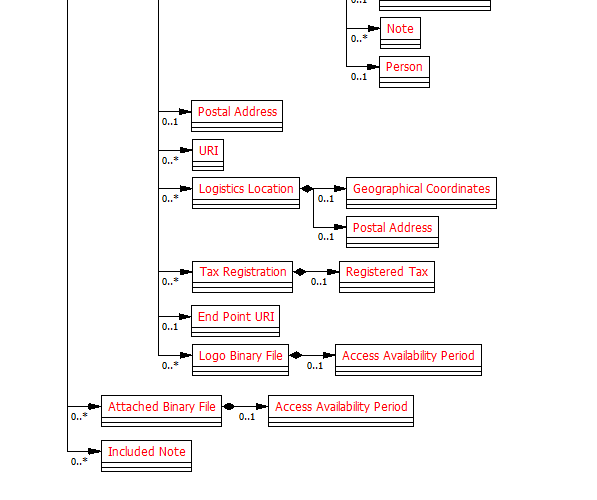 0..1
Note
0..*
Person
0..1
Postal Address
0..1
URI
0..*
Logistics Location
0..*
Geographical Coordinates
0..1
Postal Address
0..1
Tax Registration
0..*
Registered Tax
0..1
End Point URI
0..1
Logo Binary File
0..*
Access Availability Period
0..1
Attached Binary File
0..*
Access Availability Period
0..1
Included Note
0..*